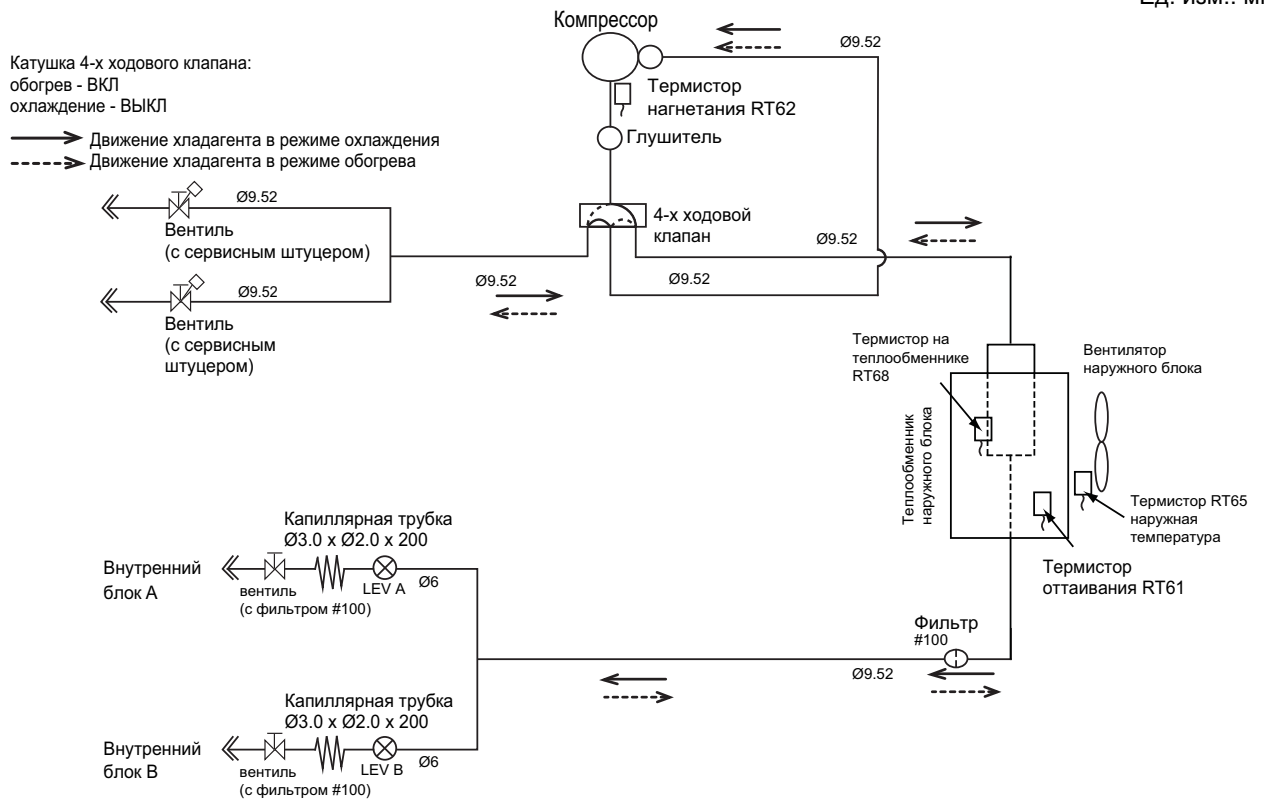 Ед. изм.: м
Компрессор
Ø9.52
Катушка 4-х ходового клапана:
обогрев - ВКЛ
охлаждение - ВЫКЛ
Движение хладагента в режиме охлаждения
Движение хладагента в режиме обогрева
Термистор
нагнетания RT62
Глушитель
Ø9.52
Вентиль
(с сервисным штуцером)
4-х ходовой
клапан
Ø9.52
Ø9.52
Ø9.52
Ø9.52
Вентиль
(с сервисным
штуцером)
Термистор на
теплообменнике
RT68
Вентилятор
наружного блока
Теплообменник
наружного блока
Термистор RT65
наружная
температура
Термистор
оттаивания RT61
Капиллярная трубка
Ø3.0 x Ø2.0 x 200
Внутренний
блок A
вентиль
(с фильтром #100)
LEV A
Ø6
Фильтр
#100
Ø9.52
Капиллярная трубка
Ø3.0 x Ø2.0 x 200
Внутренний
блок B
вентиль
(с фильтром #100)
LEV B
Ø6